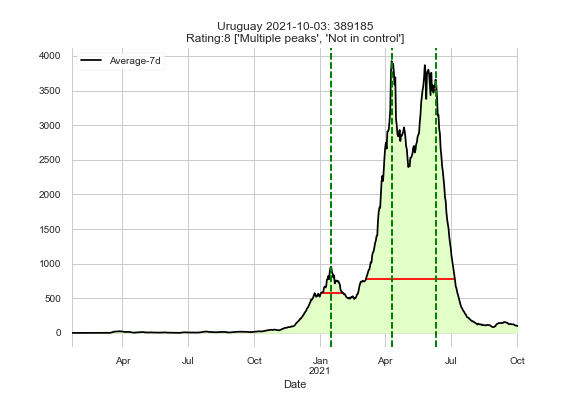 Uruguay 2021-10-03: 389185
Rating:8 ['Multiple peaks', 'Not in control']
Average-7d
4000
3500
3000
2500
2000
1500
1000
500
0
Apr Jul Oct Jan Apr Jul Oct
2021
Date